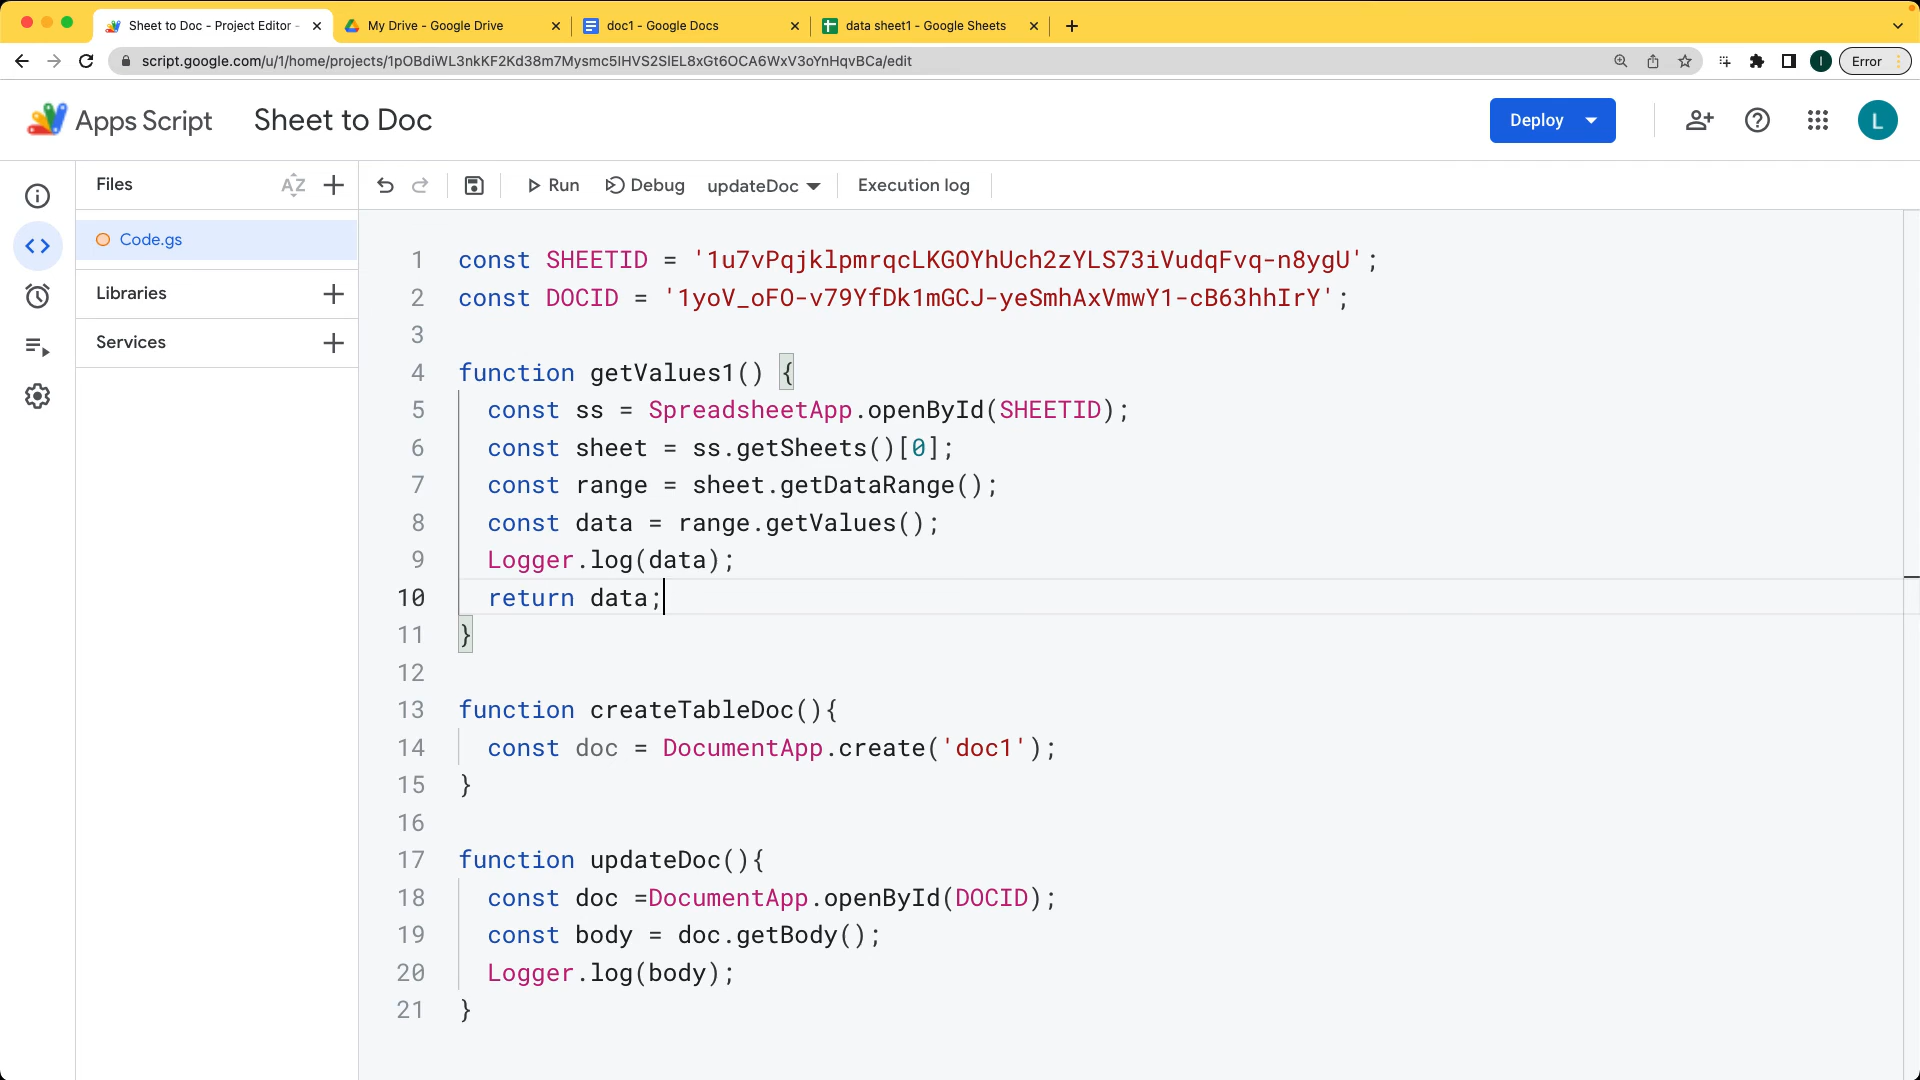 Sheet to Doc - Project Editor -
My Drive - Google Drive
doc1 - Google Docs
data sheet1 - Google Sheets
script.google.com/u/1/home/projects/1pOBdiWL3nkKF2Kd38m7Mysmc5IHVS2SIEL8xGt6OCA6WxV3oYnHqvBCa/edit
I
Error
Apps Script
Sheet to Doc
Deploy
L
Files
AZ
Run
Debug
updateDoc
Execution log
Code.gs
Libraries
Services
1 const SHEETID = '1u7vPqjklpmrqcLKGOYhUch2zYLS73iVudqFvq-n8ygU';
2 const DOCID = '1yoV_oFO-v79YfDk1mGCJ-yeSmhAxVmwY1-cB63hhIrY';
3
4 function getValues1() {
5 const ss = SpreadsheetApp.openById(SHEETID);
6 const sheet = ss.getSheets()[0];
7 const range = sheet.getDataRange();
8 const data = range.getValues();
9 Logger.log(data);
10 return data;
11 }
12
13 function createTableDoc(){
14 const doc = DocumentApp.create('doc1');
15 }
16
17 function updateDoc(){
18 const doc =DocumentApp.openById(DOCID);
19 const body = doc.getBody();
20 Logger.log(body);
21 }